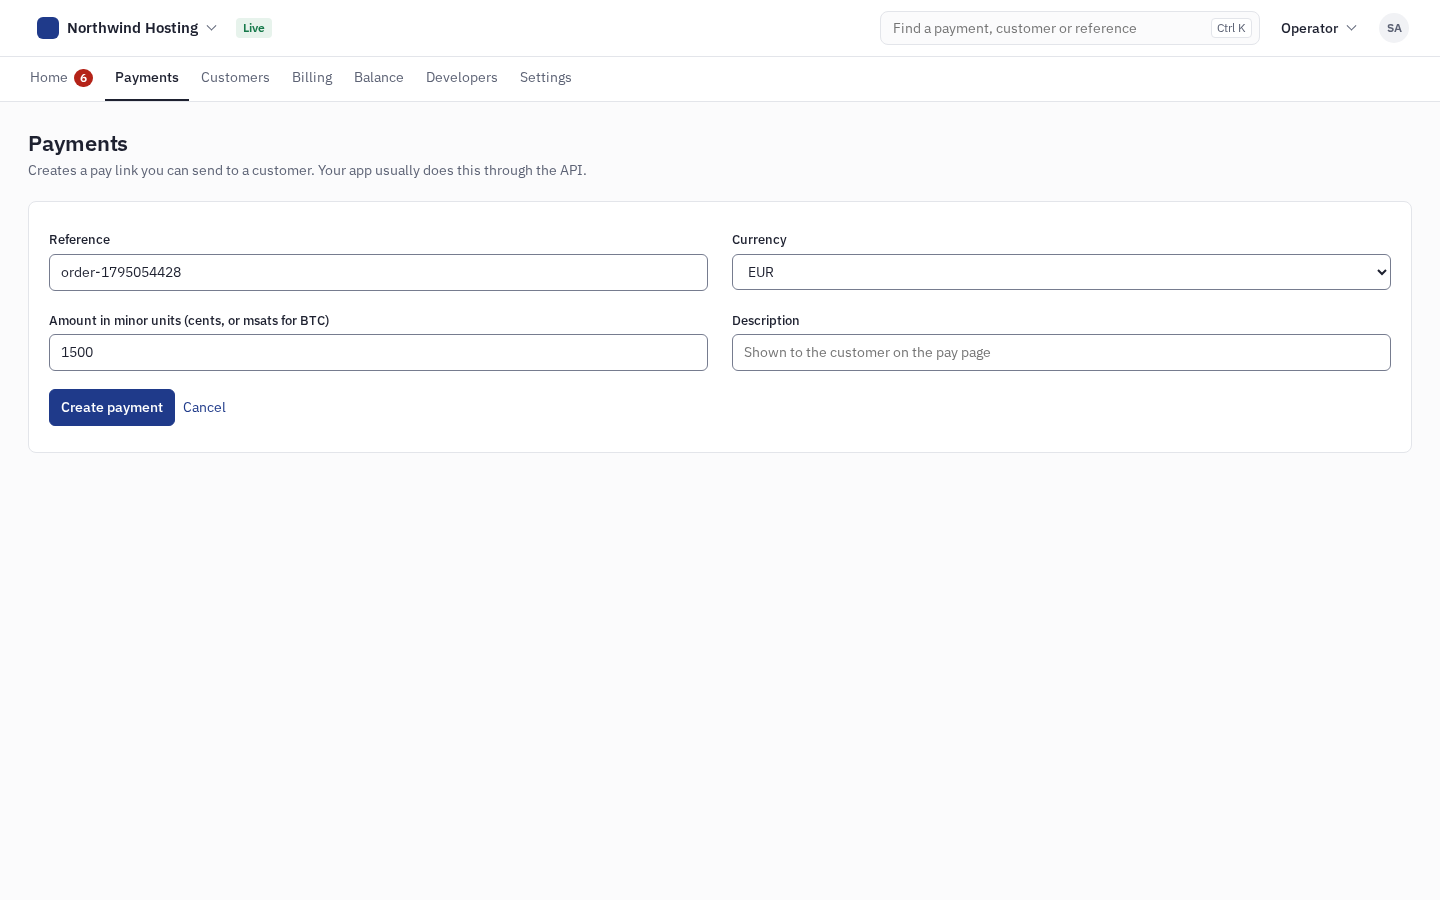 Northwind Hosting
Live
Find a payment, customer or reference
Ctrl K
Operator
SA
Home 6
Payments
Customers
Billing
Balance
Developers
Settings
Payments
Creates a pay link you can send to a customer. Your app usually does this through the API.
Reference
order-1795054428
Currency
EUR
Amount in minor units (cents, or msats for BTC)
1500
Description
Shown to the customer on the pay page
Create payment
Cancel